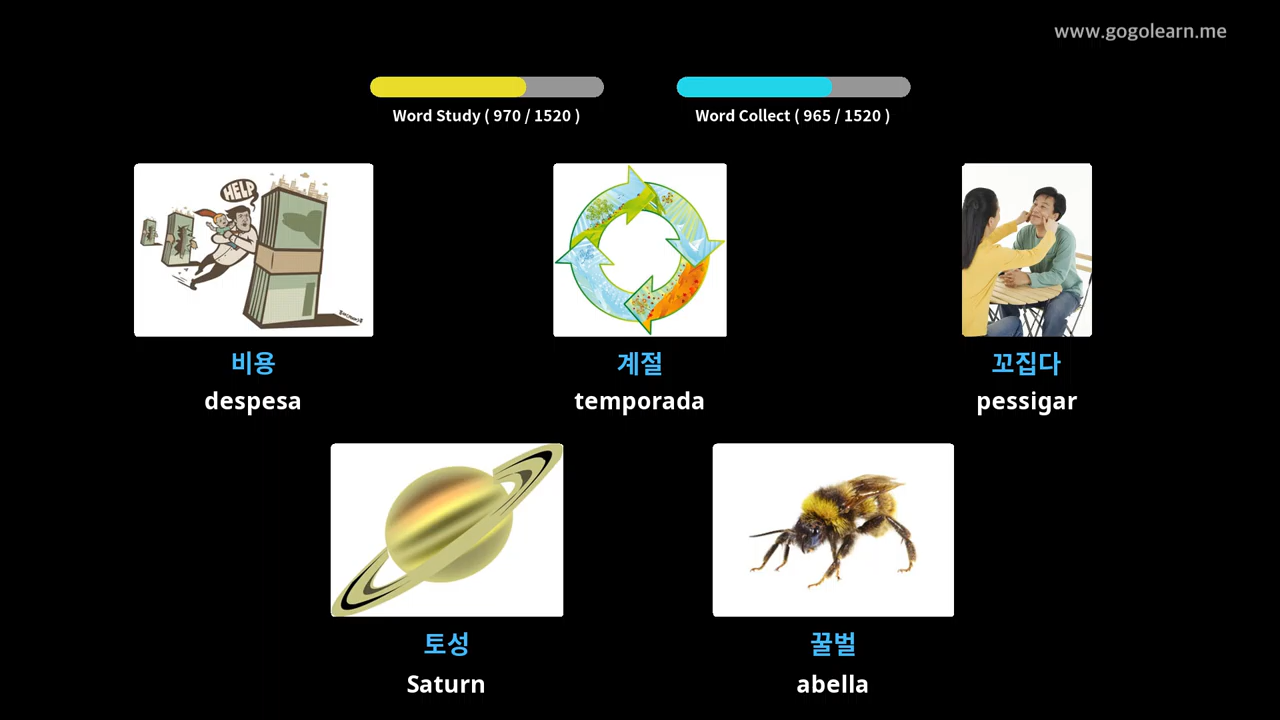 www.gogolearn.me
Word Study ( 970 / 1520 )
Word Collect ( 965 / 1520 )
HELP
비용
despesa
계절
temporada
꼬집다
pessigar
토성
Saturn
꿀벌
abella